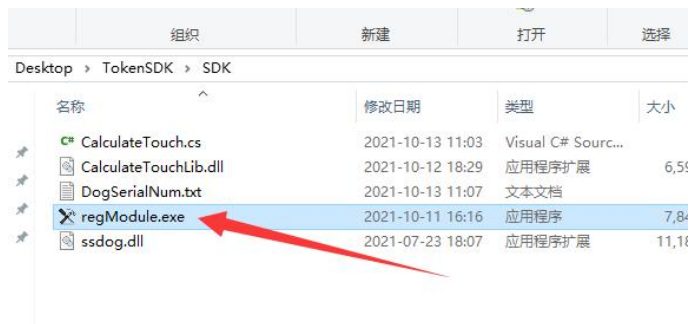 组织 新建 打开 选择
Desktop > TokenSDK > SDK
名称 修改日期 类型 大小
CalculateTouch.cs 2021-10-13 11:03 Visual C# Sourc...
CalculateTouchLib.dll 2021-10-12 18:29 应用程序扩展 6,59
DogSerialNum.txt 2021-10-13 11:07 文本文档
regModule.exe 2021-10-11 16:16 应用程序 7,84
ssdog.dll 2021-07-23 18:07 应用程序扩展 11,18